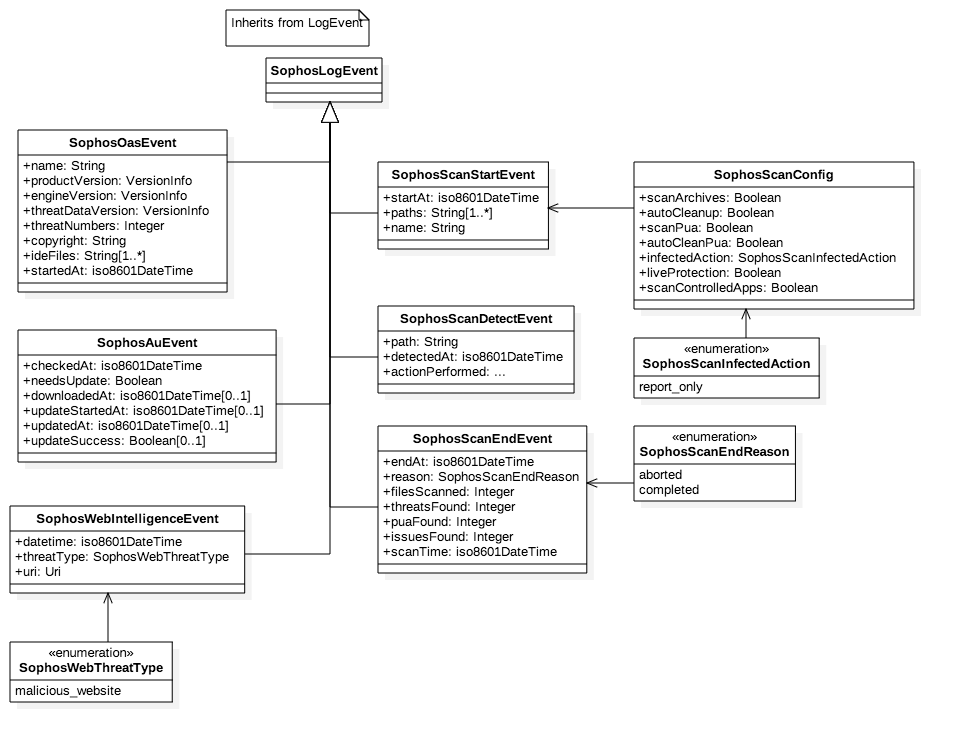 Inherits from LogEvent
SophosLogEvent
SophosOasEvent
+name: String
+productVersion: VersionInfo
+engineVersion: VersionInfo
+threatDataVersion: VersionInfo
+threatNumbers: Integer
+copyright: String
+ideFiles: String[1..*]
+startedAt: iso8601DateTime
SophosScanStartEvent
+startAt: iso8601DateTime
+paths: String[1..*]
+name: String
SophosScanConfig
+scanArchives: Boolean
+autoCleanup: Boolean
+scanPua: Boolean
+autoCleanPua: Boolean
+infectedAction: SophosScanInfectedAction
+liveProtection: Boolean
+scanControlledApps: Boolean
SophosAuEvent
+checkedAt: iso8601DateTime
+needsUpdate: Boolean
+downloadedAt: iso8601DateTime[0..1]
+updateStartedAt: iso8601DateTime[0..1]
+updatedAt: iso8601DateTime[0..1]
+updateSuccess: Boolean[0..1]
SophosScanDetectEvent
+path: String
+detectedAt: iso8601DateTime
+actionPerformed: ...
«enumeration»
SophosScanInfectedAction
report_only
SophosScanEndEvent
+endAt: iso8601DateTime
+reason: SophosScanEndReason
+filesScanned: Integer
+threatsFound: Integer
+puaFound: Integer
+issuesFound: Integer
+scanTime: iso8601DateTime
«enumeration»
SophosScanEndReason
aborted
completed
SophosWebIntelligenceEvent
+datetime: iso8601DateTime
+threatType: SophosWebThreatType
+uri: Uri
«enumeration»
SophosWebThreatType
malicious_website